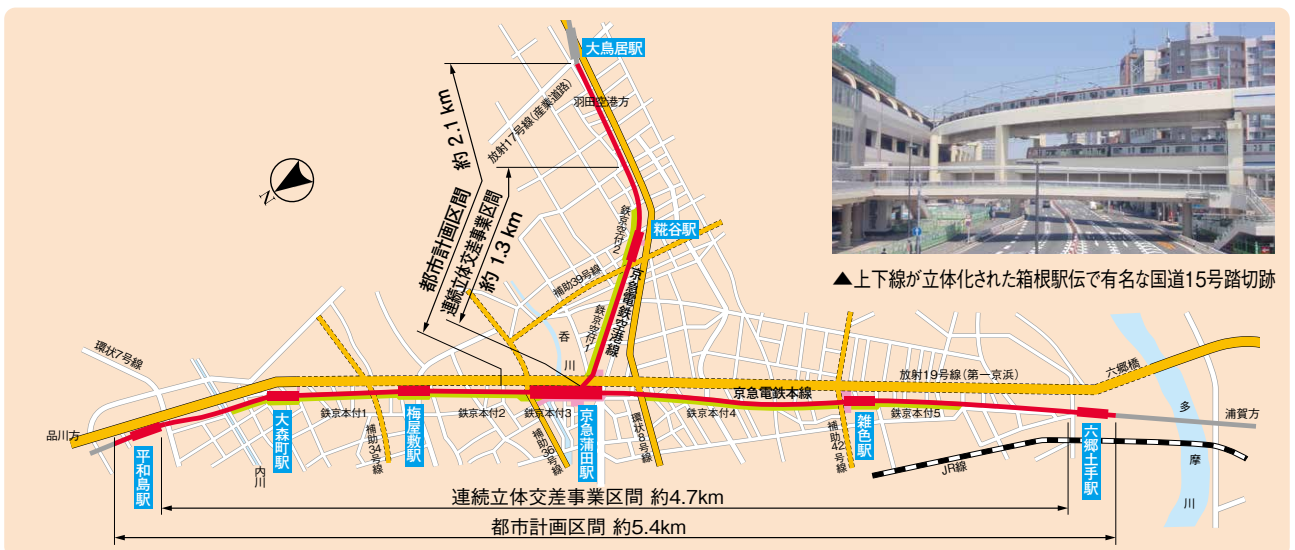 大鳥居駅
羽田空港方
放射17号線(産業道路)
都市計画区間 約 2.1 km
連続立体交差事業区間
約 1.3 km
N
糀谷駅
鉄京空付2
補助39号線
京急電鉄空港線
鉄京空付1
呑川
▲上下線が立体化された箱根駅伝で有名な国道15号踏切跡
環状7号線
放射19号線(第一京浜)
六郷橋
京急電鉄本線
品川方
平和島駅
大森町駅
内川
鉄京本付1
補助34号線
梅屋敷駅
鉄京本付2
鉄京本付3
補助36号線
京急蒲田駅
環状8号線
鉄京本付4
補助42号線
雑色駅
鉄京本付5
JR線
六郷土手駅
多摩川
浦賀方
連続立体交差事業区間 約4.7km
都市計画区間 約5.4km